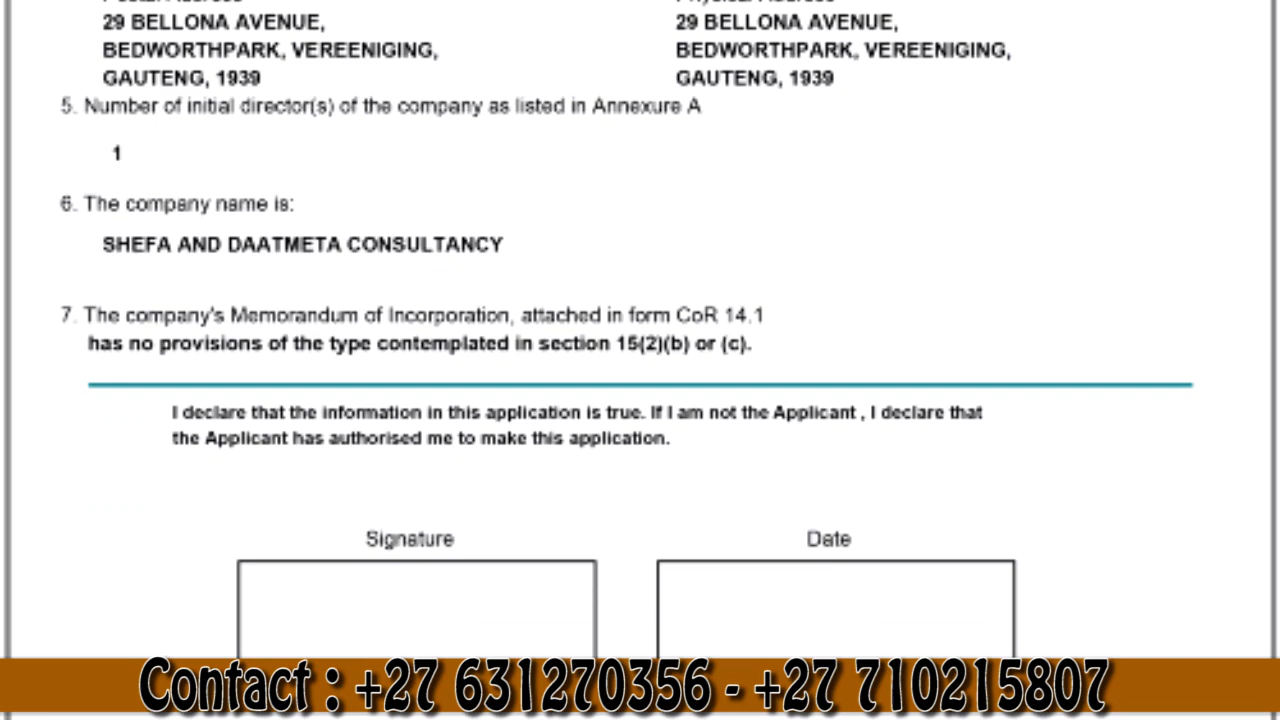 29 BELLONA AVENUE,
BEDWORTHPARK, VEREENIGING,
GAUTENG, 1939
29 BELLONA AVENUE,
BEDWORTHPARK, VEREENIGING,
GAUTENG, 1939
5. Number of initial director(s) of the company as listed in Annexure A
1
6. The company name is:
SHEFA AND DAATMETA CONSULTANCY
7. The company's Memorandum of Incorporation, attached in form CoR 14.1
has no provisions of the type contemplated in section 15(2)(b) or (c).
I declare that the information in this application is true. If I am not the Applicant , I declare that
the Applicant has authorised me to make this application.
Signature
Date
Contact : +27 631270356 - +27 710215807